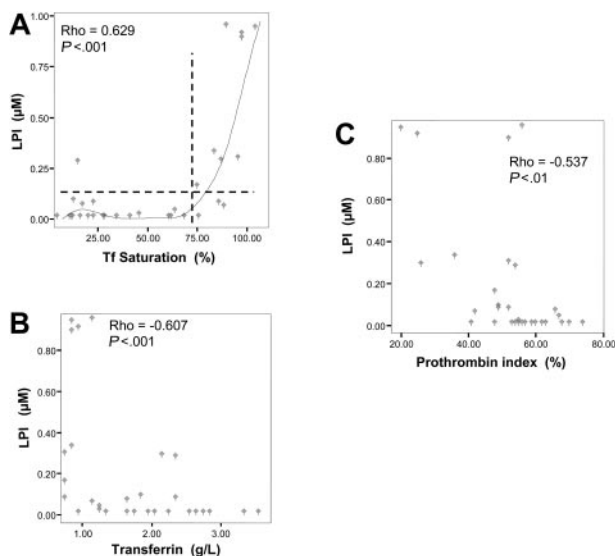 A
Rho = 0.629
P<.001
1.00
0.75
0.50
0.25
0.00
LPI (µM)
25.00 50.00 75.00 100.00
Tf Saturation (%)
B
Rho = -0.607
P<.001
0.80
0.60
0.40
0.20
0.00
LPI (µM)
1.00 2.00 3.00
Transferrin (g/L)
C
Rho = -0.537
P<.01
0.80
0.60
0.40
0.20
0.00
LPI (µM)
20.00 40.00 60.00 80.00
Prothrombin index (%)